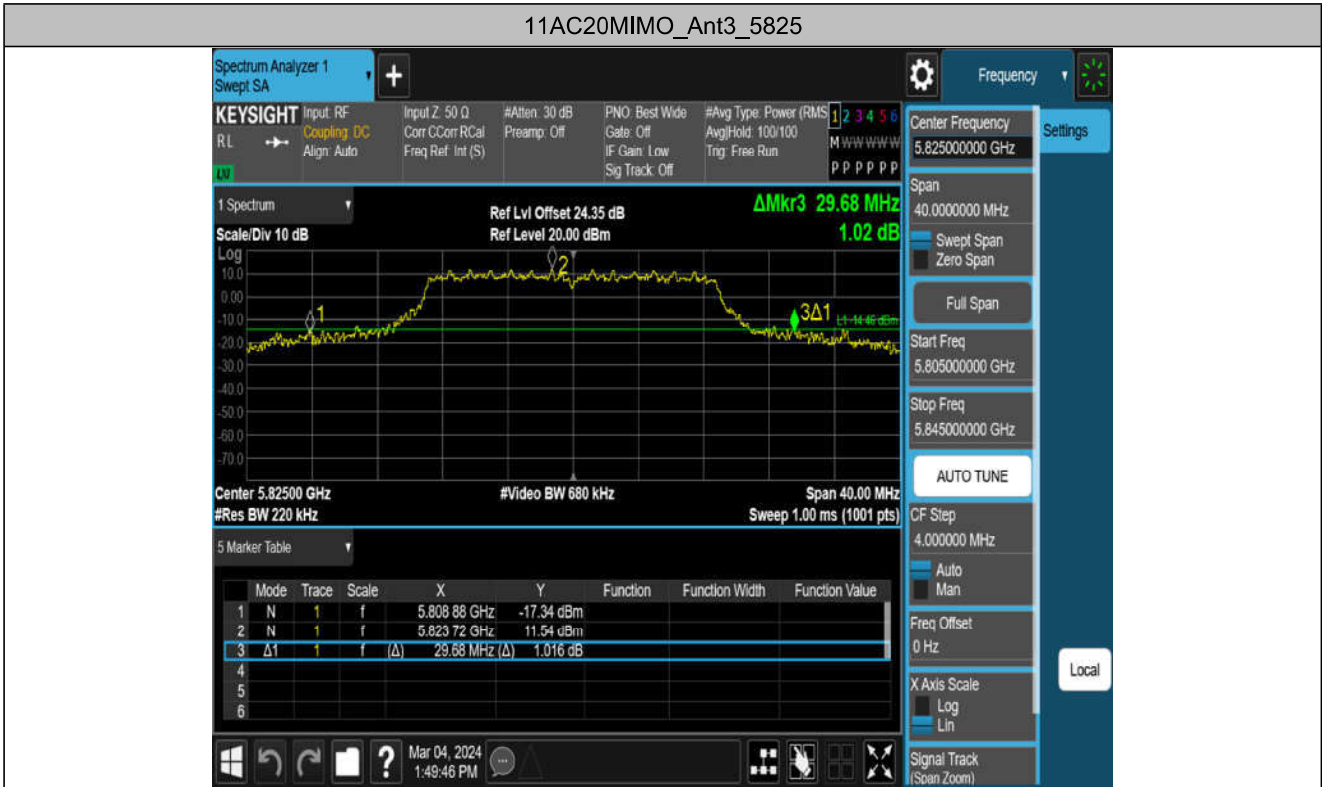 11AC20MIMO_Ant3_5825
Spectrum Analyzer 1
Swept SA
+
Frequency
KEYSIGHT
RL
LXI
Input: RF
Coupling: DC
Align: Auto
Input Z: 50 Ω
Corr CCorr RCal
Freq Ref: Int (S)
#Atten: 30 dB
Preamp: Off
PNO: Best Wide
Gate: Off
IF Gain: Low
Sig Track: Off
#Avg Type: Power (RMS
Avg|Hold: 100/100
Trig: Free Run
1 2 3 4 5 6
M W W W W W
P P P P P P
1 Spectrum
Scale/Div 10 dB
Ref Lvl Offset 24.35 dB
Ref Level 20.00 dBm
ΔMkr3 29.68 MHz
1.02 dB
Log
10.0
0.00
-10.0
-20.0
-30.0
-40.0
-50.0
-60.0
-70.0
1
2
3Δ1
L1 -14.46 dBm
Center 5.82500 GHz
#Res BW 220 kHz
#Video BW 680 kHz
Span 40.00 MHz
Sweep 1.00 ms (1001 pts)
5 Marker Table
Mode Trace Scale X Y Function Function Width Function Value
1 N 1 f 5.808 88 GHz -17.34 dBm
2 N 1 f 5.823 72 GHz 11.54 dBm
3 Δ1 1 f (Δ) 29.68 MHz (Δ) 1.016 dB
4
5
6
?
Mar 04, 2024
1:49:46 PM
Center Frequency
5.825000000 GHz
Settings
Span
40.0000000 MHz
Swept Span
Zero Span
Full Span
Start Freq
5.805000000 GHz
Stop Freq
5.845000000 GHz
AUTO TUNE
CF Step
4.000000 MHz
Auto
Man
Freq Offset
0 Hz
Local
X Axis Scale
Log
Lin
Signal Track
(Span Zoom)